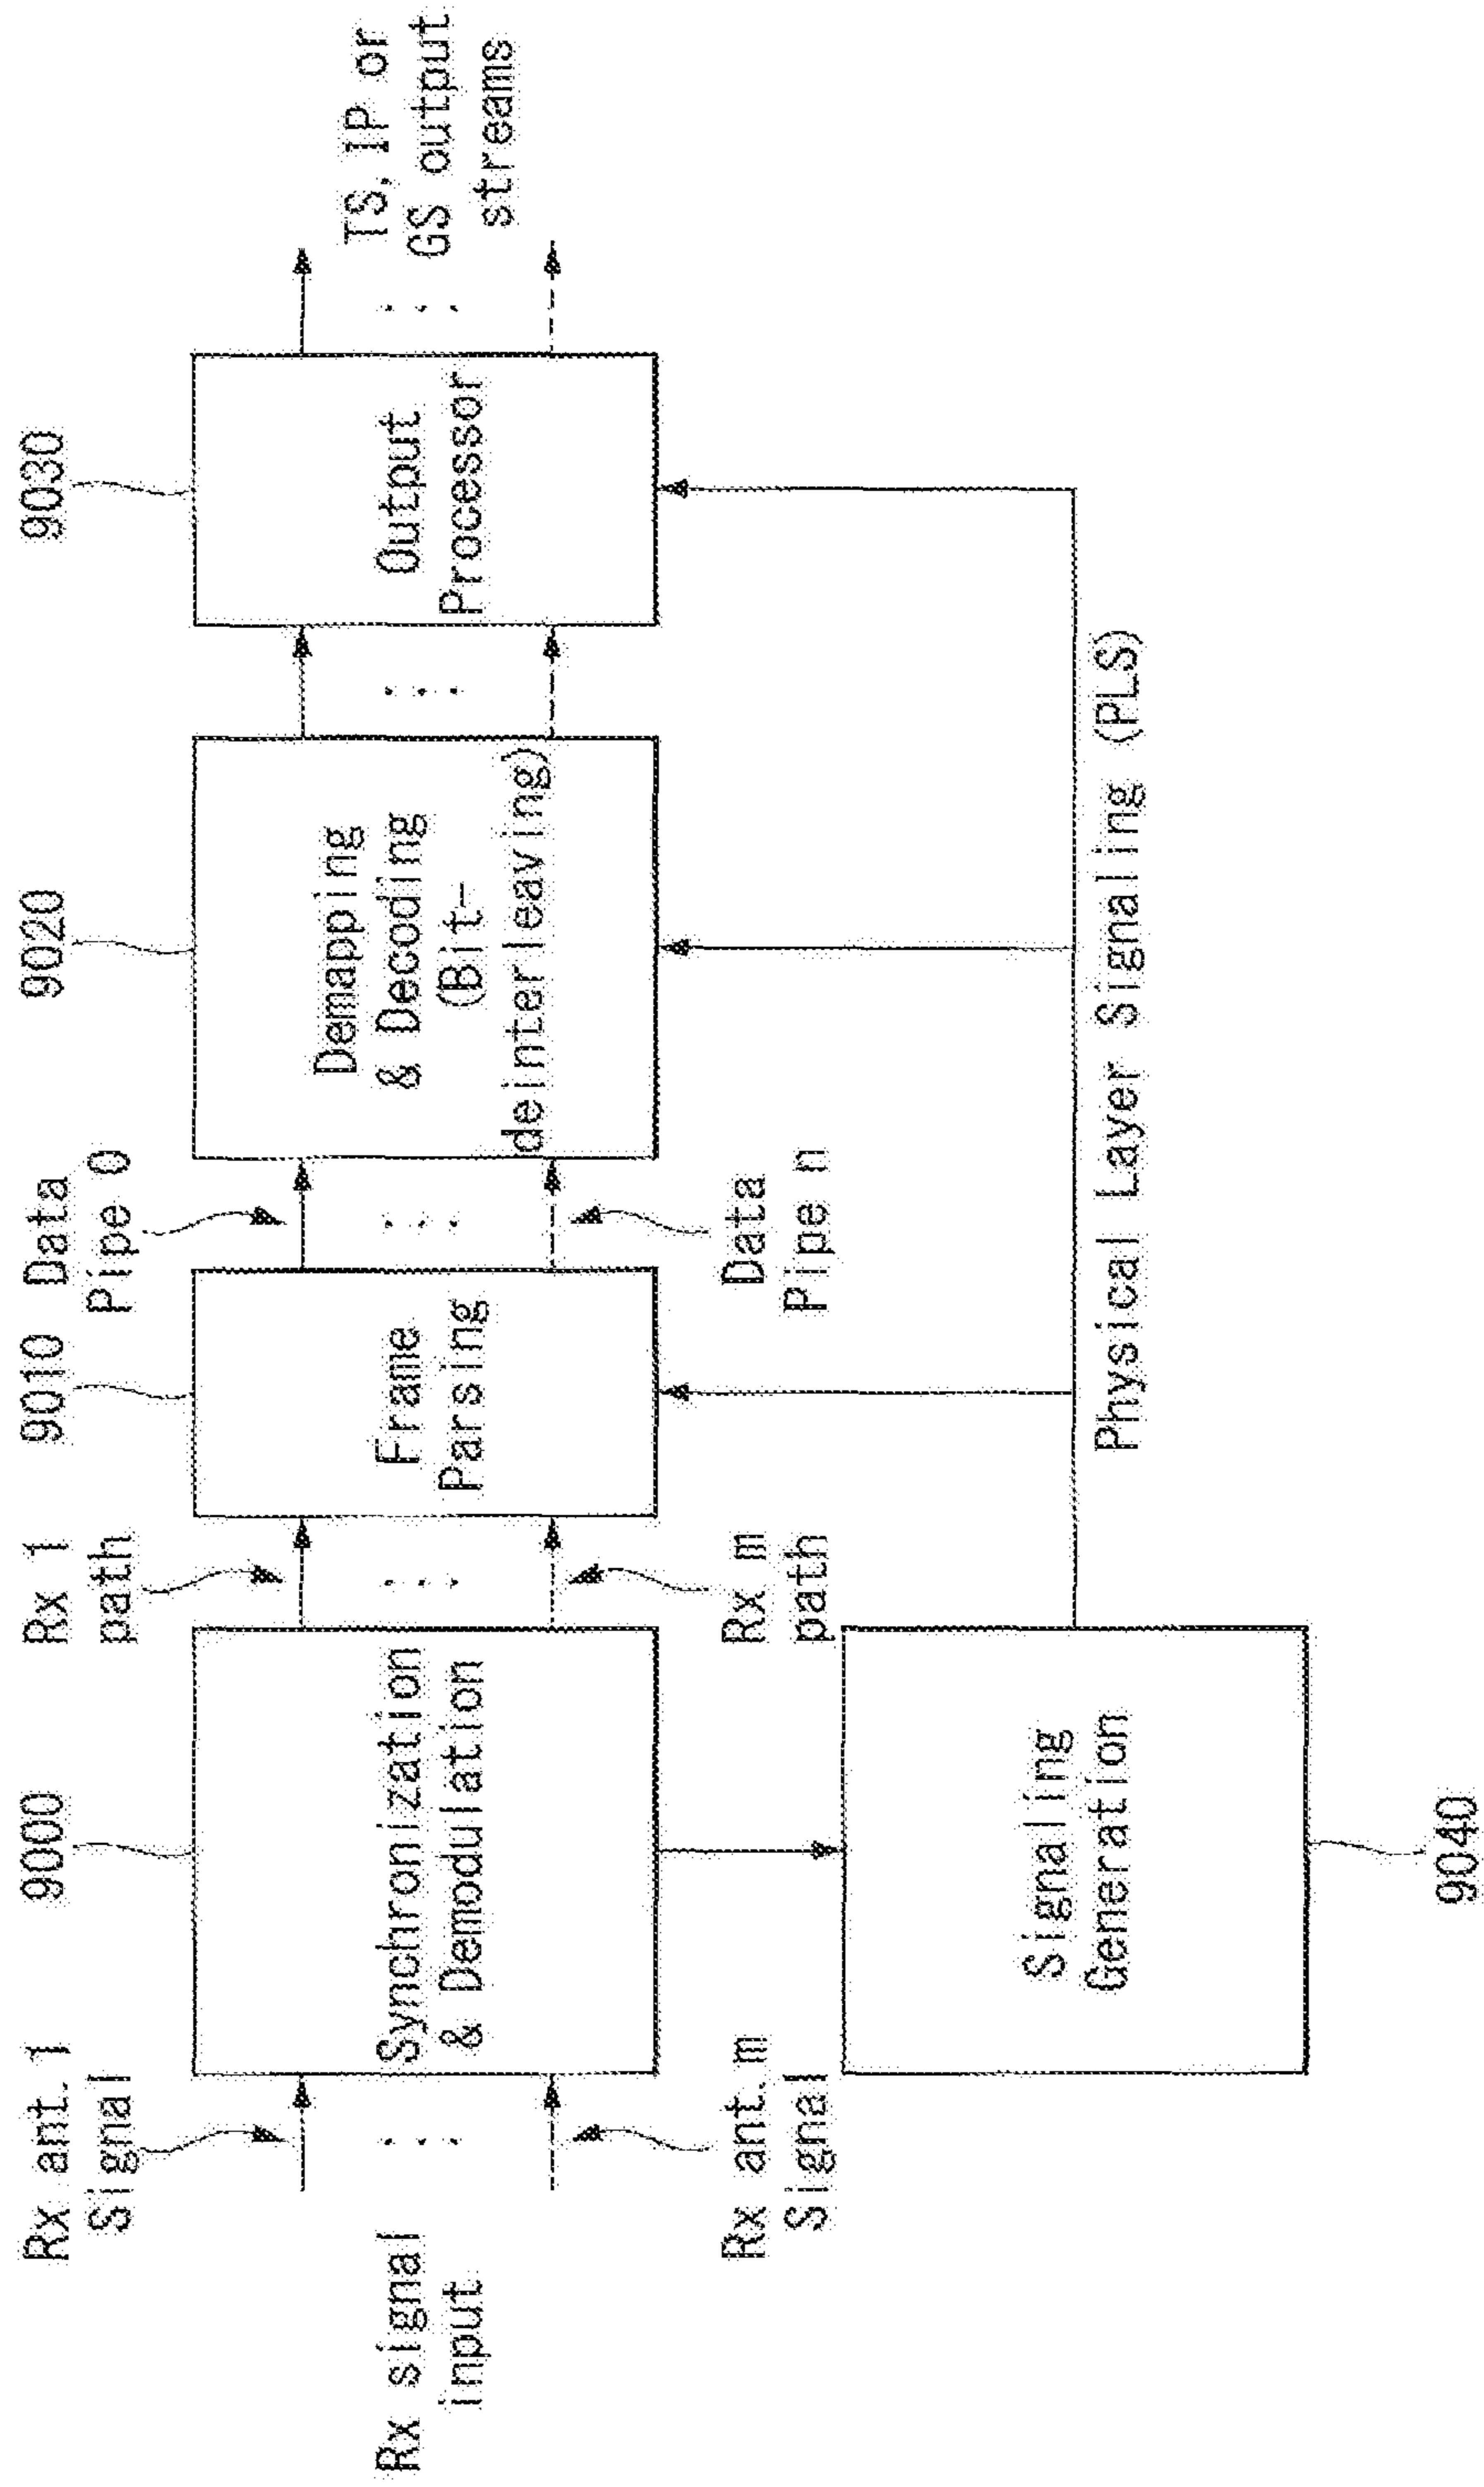 Rx signal
input
Rx ant.1
Signal
Rx ant.m
Signal
9000
Synchronization
& Demodulation
Rx 1
path
Rx m
path
9010
Frame
Parsing
Data
Pipe 0
Data
Pipe n
9020
Demapping
& Decoding
(Bit-
deinterleaving)
9030
Output
Processor
TS, IP or
GS output
streams
Signaling
Generation
9040
Physical Layer Signaling (PLS)